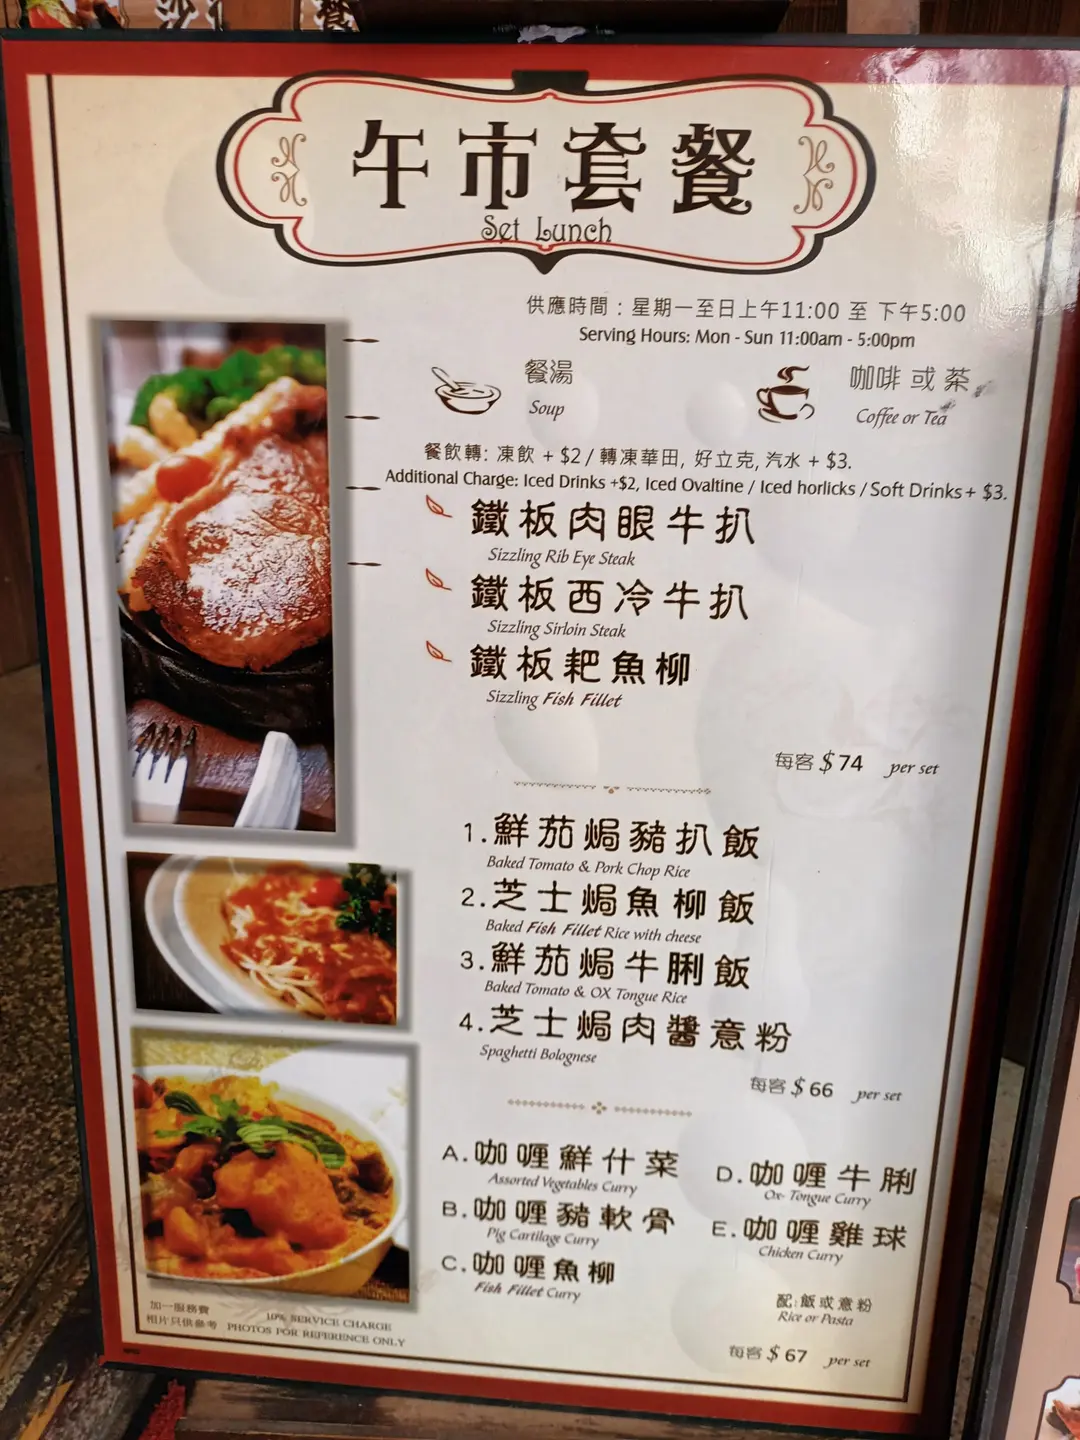 午市套餐
Set Lunch
供應時間：星期一至日上午11:00 至 下午5:00
Serving Hours: Mon - Sun 11:00am - 5:00pm
餐湯
Soup
咖啡 或 茶
Coffee or Tea
餐飲轉: 凍飲 + $2 / 轉凍華田, 好立克, 汽水 + $3.
Additional Charge: Iced Drinks +$2, Iced Ovaltine / Iced horlicks / Soft Drinks + $3.
鐵板肉眼牛扒
Sizzling Rib Eye Steak
鐵板西冷牛扒
Sizzling Sirloin Steak
鐵板耙魚柳
Sizzling Fish Fillet
每客 $ 74 per set
1.鮮茄焗豬扒飯
Baked Tomato & Pork Chop Rice
2.芝士焗魚柳飯
Baked Fish Fillet Rice with cheese
3.鮮茄焗牛脷飯
Baked Tomato & OX Tongue Rice
4.芝士焗肉醬意粉
Spaghetti Bolognese
每客 $ 66 per set
A.咖喱鮮什菜
Assorted Vegetables Curry
B.咖喱豬軟骨
Pig Cartilage Curry
C.咖喱魚柳
Fish Fillet Curry
D.咖喱牛脷
Ox- Tongue Curry
E.咖喱雞球
Chicken Curry
配:飯或意粉
Rice or Pasta
每客 $ 67 per set
加一服務費
10% SERVICE CHARGE
相片只供參考 PHOTOS FOR REFERENCE ONLY